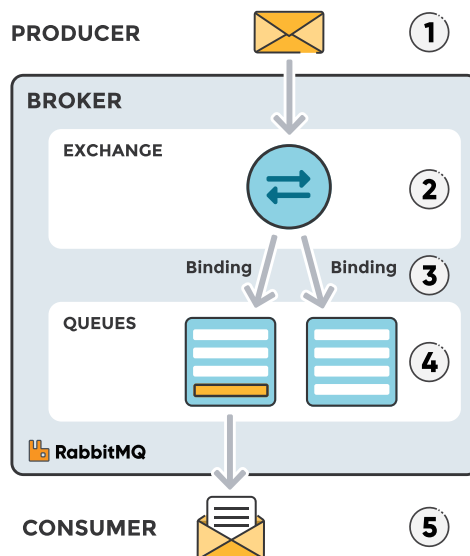 PRODUCER
1
BROKER
EXCHANGE
2
Binding
Binding
3
QUEUES
4
RabbitMQ
CONSUMER
5